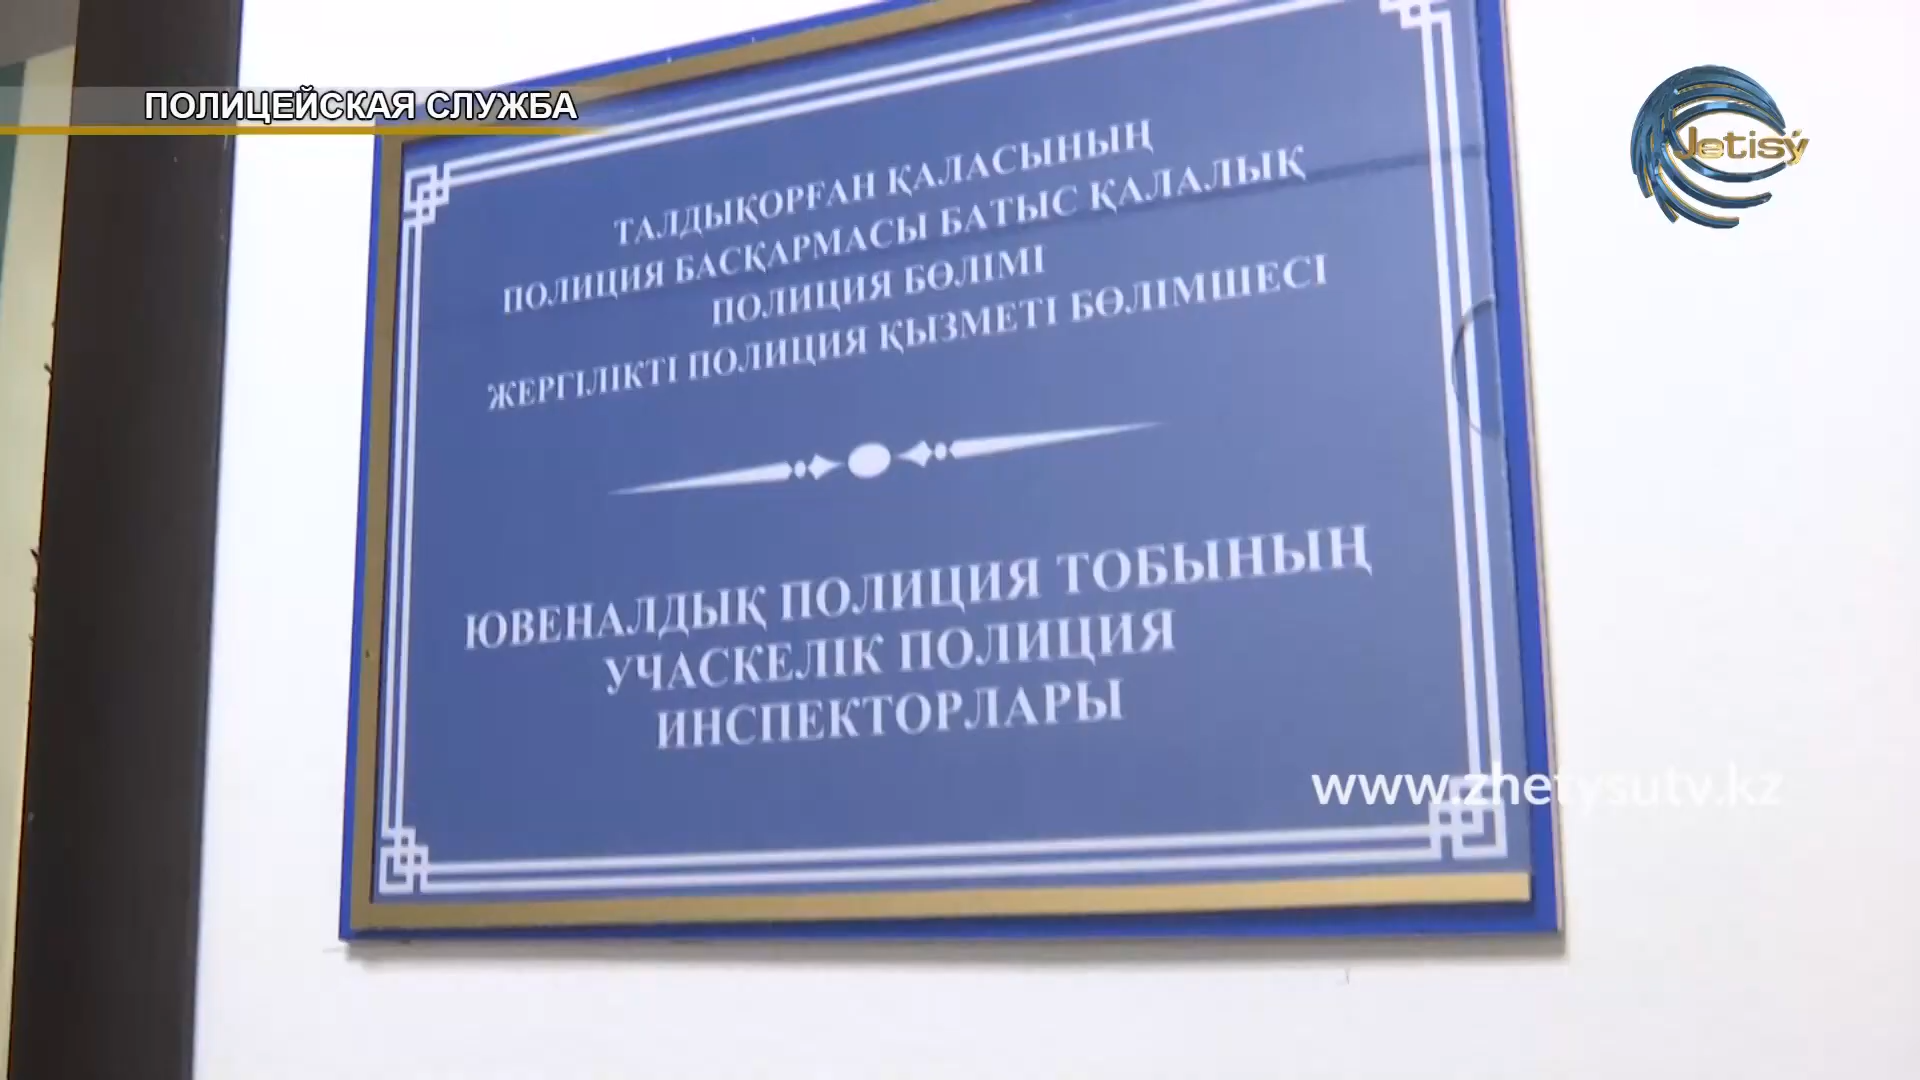 ПОЛИЦЕЙСКАЯ СЛУЖБА
Jetisý
ТАЛДЫҚОРҒАН ҚАЛАСЫНЫҢ
ПОЛИЦИЯ БАСҚАРМАСЫ БАТЫС ҚАЛАЛЫҚ
ПОЛИЦИЯ БӨЛІМІ
ЖЕРГІЛІКТІ ПОЛИЦИЯ ҚЫЗМЕТІ БӨЛІМШЕСІ
ЮВЕНАЛДЫҚ ПОЛИЦИЯ ТОБЫНЫҢ
УЧАСКЕЛІК ПОЛИЦИЯ
ИНСПЕКТОРЛАРЫ
www.zhetysutv.kz